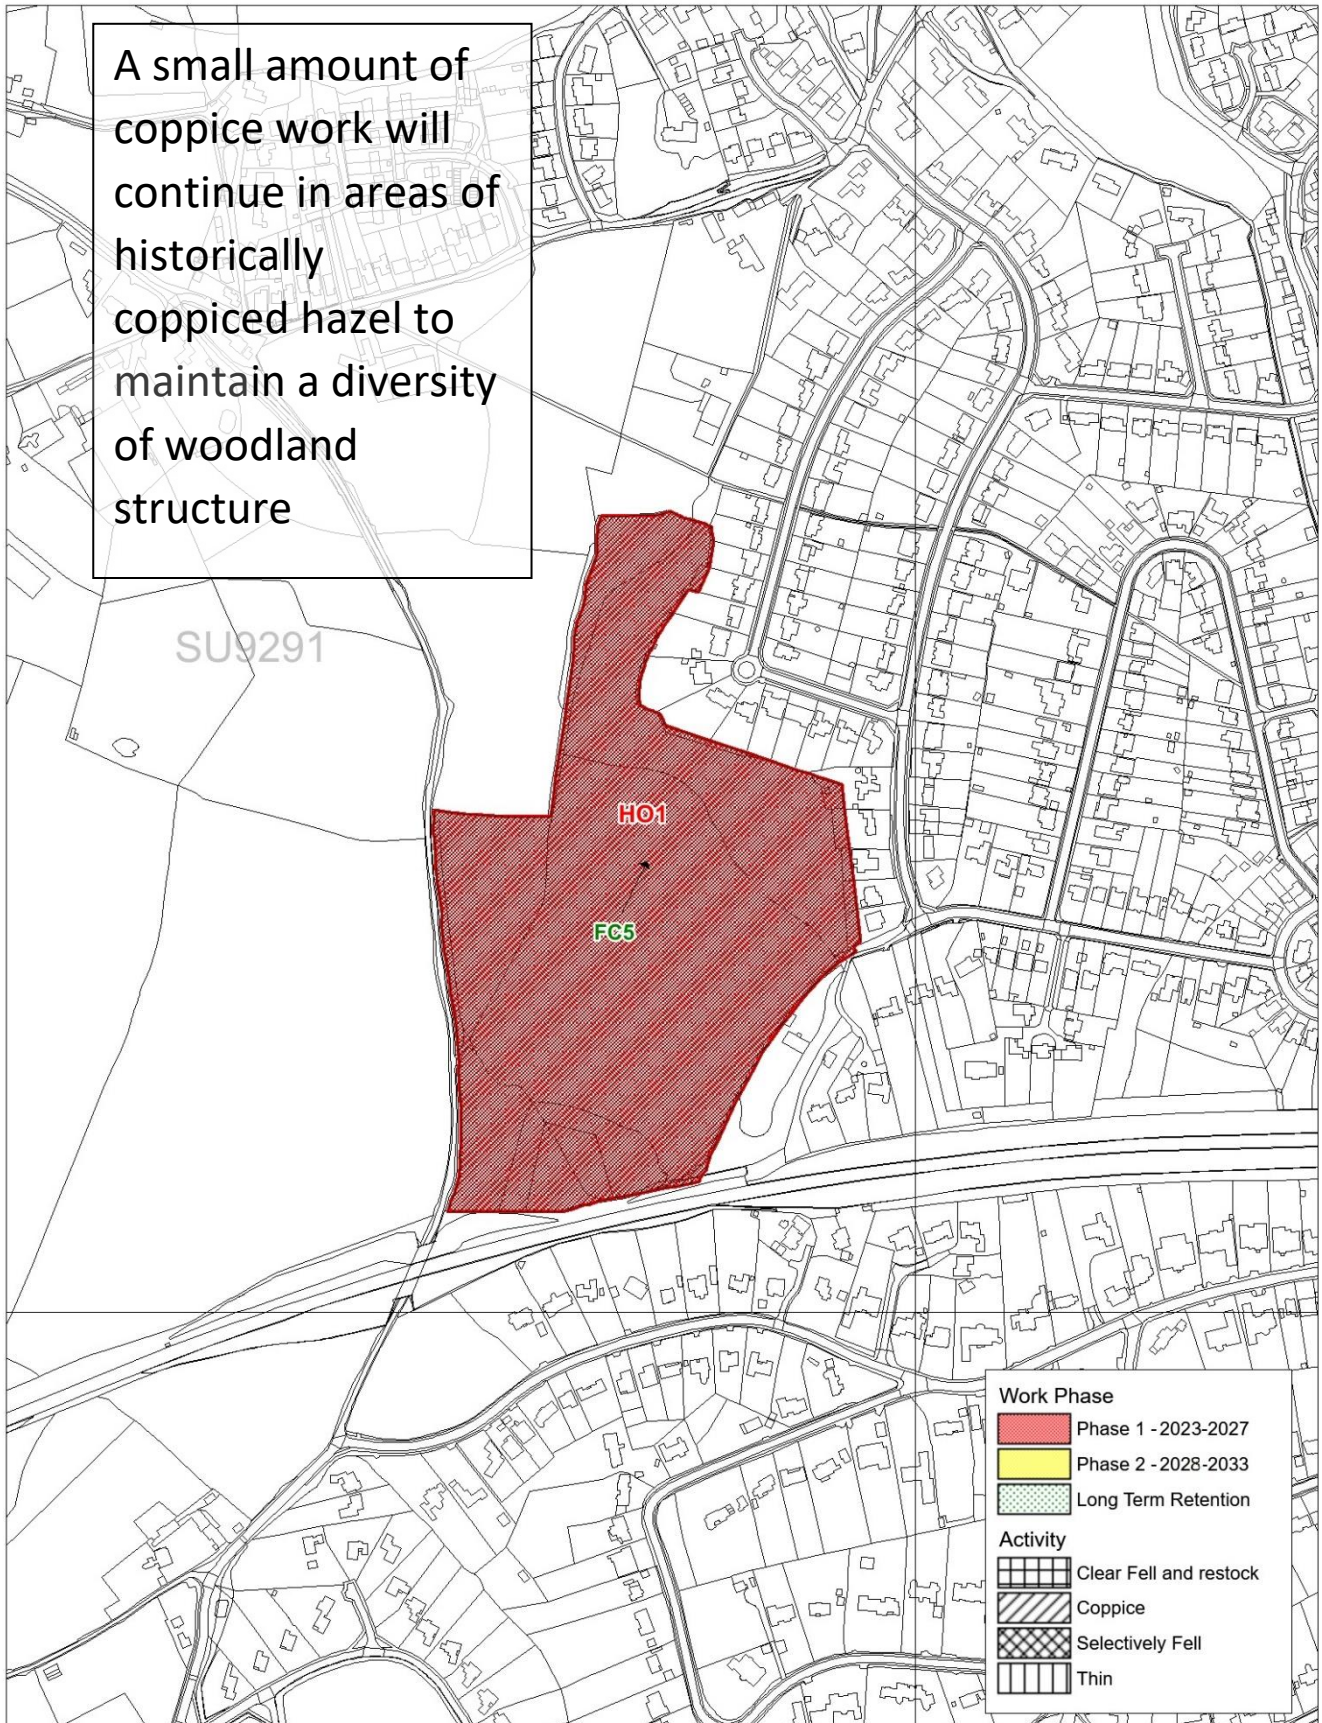 A small amount of
coppice work will
continue in areas of
historically
coppiced hazel to
maintain a diversity
of woodland
structure
SU9291
HO1
FC5
Work Phase
Phase 1 - 2023-2027
Phase 2 - 2028-2033
Long Term Retention
Activity
Clear Fell and restock
Coppice
Selectively Fell
Thin